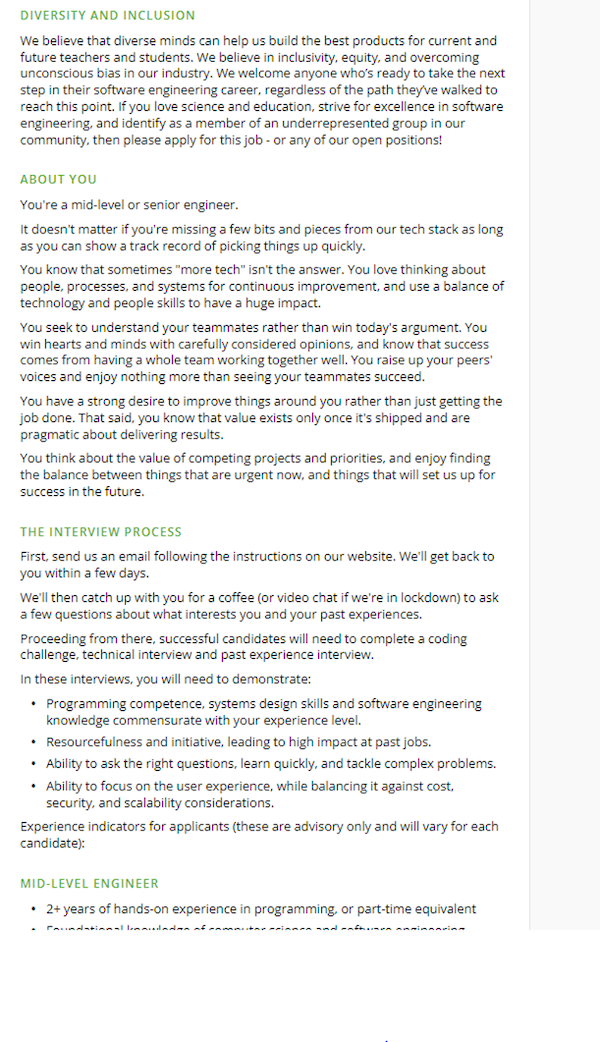 DIVERSITY AND INCLUSION
We believe that diverse minds can help us build the best products for current and
future teachers and students. We believe in inclusivity, equity, and overcoming
unconscious bias in our industry. We welcome anyone who's ready to take the next
step in their software engineering career, regardless of the path they've walked to
reach this point. If you love science and education, strive for excellence in software
engineering, and identify as a member of an underrepresented group in our
community, then please apply for this job - or any of our open positions!
ABOUT YOU
You're a mid-level or senior engineer.
It doesn't matter if you're missing a few bits and pieces from our tech stack as long
as you can show a track record of picking things up quickly.
You know that sometimes "more tech" isn't the answer. You love thinking about
people, processes, and systems for continuous improvement, and use a balance of
technology and people skills to have a huge impact.
You seek to understand your teammates rather than win today's argument. You
win hearts and minds with carefully considered opinions, and know that success
comes from having a whole team working together well. You raise up your peers'
voices and enjoy nothing more than seeing your teammates succeed.
You have a strong desire to improve things around you rather than just getting the
job done. That said, you know that value exists only once it's shipped and are
pragmatic about delivering results.
You think about the value of competing projects and priorities, and enjoy finding
the balance between things that are urgent now, and things that will set us up for
success in the future.
THE INTERVIEW PROCESS
First, send us an email following the instructions on our website. We'll get back to
you within a few days.
We'll then catch up with you for a coffee (or video chat if we're in lockdown) to ask
a few questions about what interests you and your past experiences.
Proceeding from there, successful candidates will need to complete a coding
challenge, technical interview and past experience interview.
In these interviews, you will need to demonstrate:
• Programming competence, systems design skills and software engineering
knowledge commensurate with your experience level.
• Resourcefulness and initiative, leading to high impact at past jobs.
• Ability to ask the right questions, learn quickly, and tackle complex problems.
• Ability to focus on the user experience, while balancing it against cost,
security, and scalability considerations.
Experience indicators for applicants (these are advisory only and will vary for each
candidate):
MID-LEVEL ENGINEER
• 2+ years of hands-on experience in programming, or part-time equivalent
• Foundational knowledge of computer science and software engineering